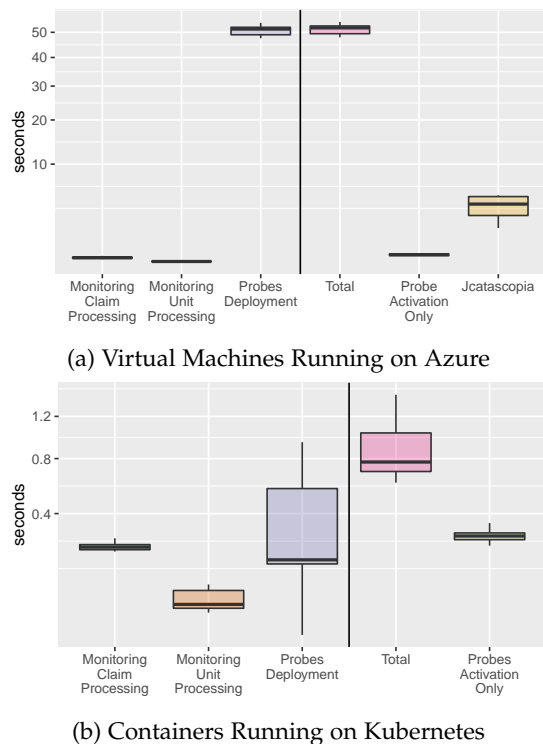 50
40
30
20
10
seconds
Monitoring Claim Processing
Monitoring Unit Processing
Probes Deployment
Total
Probe Activation Only
Jcatascopia
(a) Virtual Machines Running on Azure
1.2
0.8
0.4
seconds
Monitoring Claim Processing
Monitoring Unit Processing
Probes Deployment
Total
Probes Activation Only
(b) Containers Running on Kubernetes